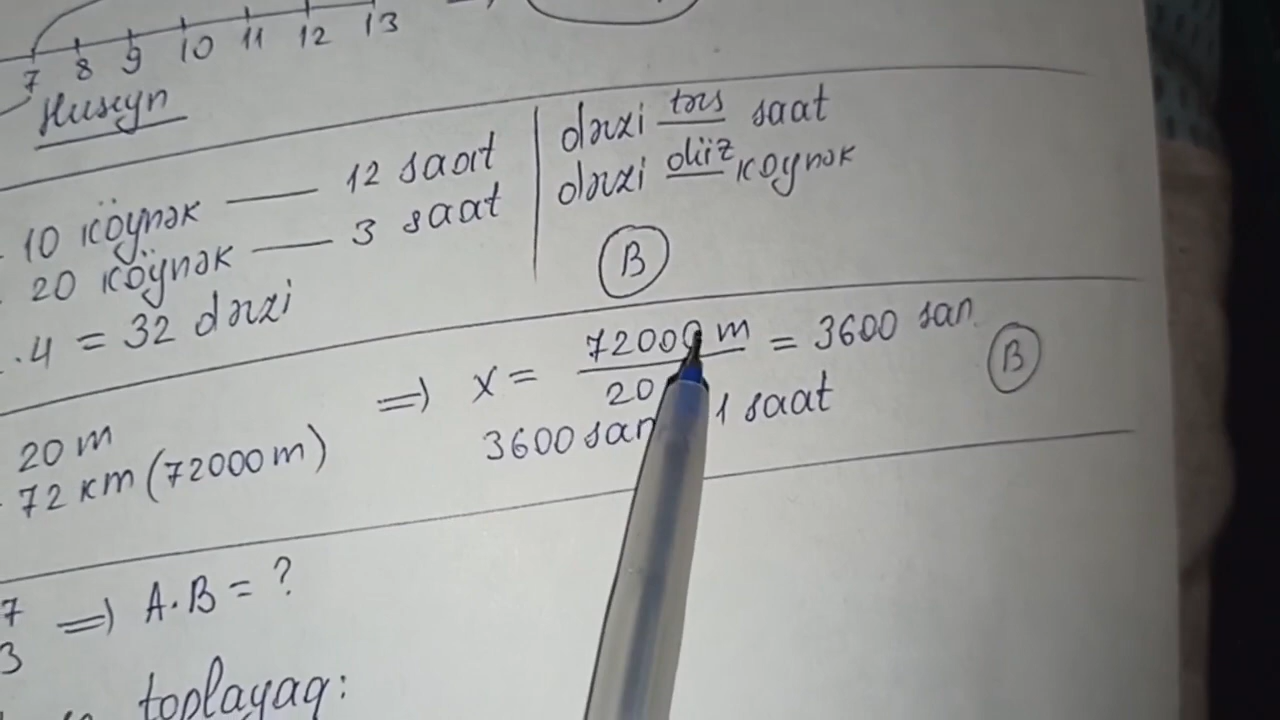 7 8 9 10 11 12 13
Huseyn
10 köynək — 12 saat
20 köynək — 3 saat
.4 = 32 dərzi
dərzi tərs saat
dərzi düz köynək
B
20 m
72 km (72000 m)
=> x = 72000 m / 20 = 3600 san
3600 san 1 saat
B
7
3
=> A.B = ?
toplayaq: